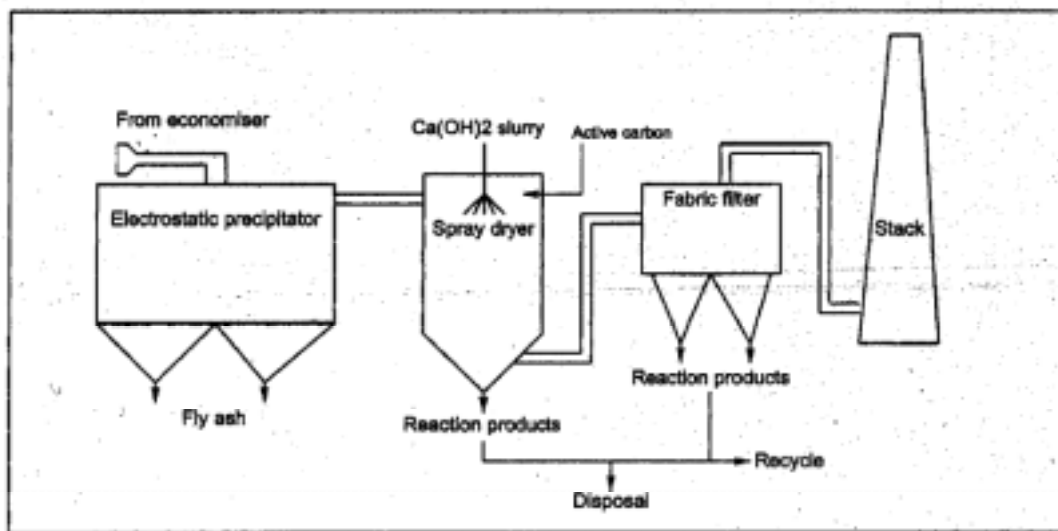 From economiser
Ca(OH)2 slurry
Active carbon
Electrostatic precipitator
Spray dryer
Fabric filter
Stack
Fly ash
Reaction products
Reaction products
Recycle
Disposal